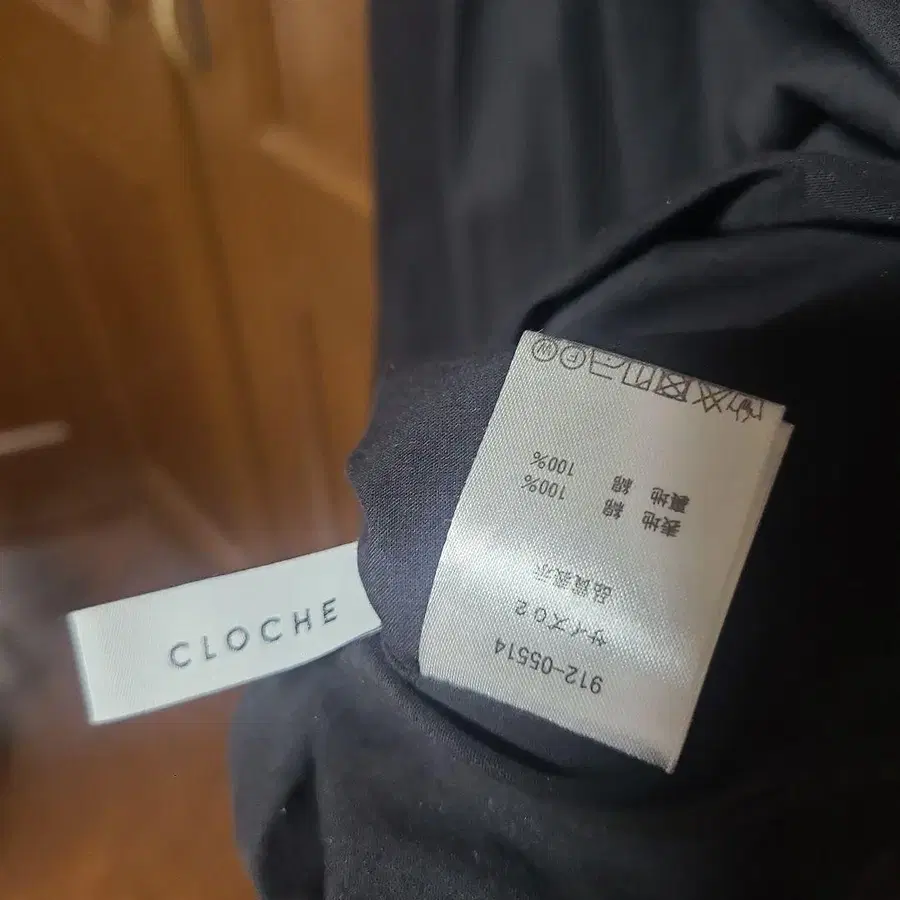 CLOCHE
912-05514
サイズ02
品質表示
表地 綿 100%
裏地 綿 100%
W F